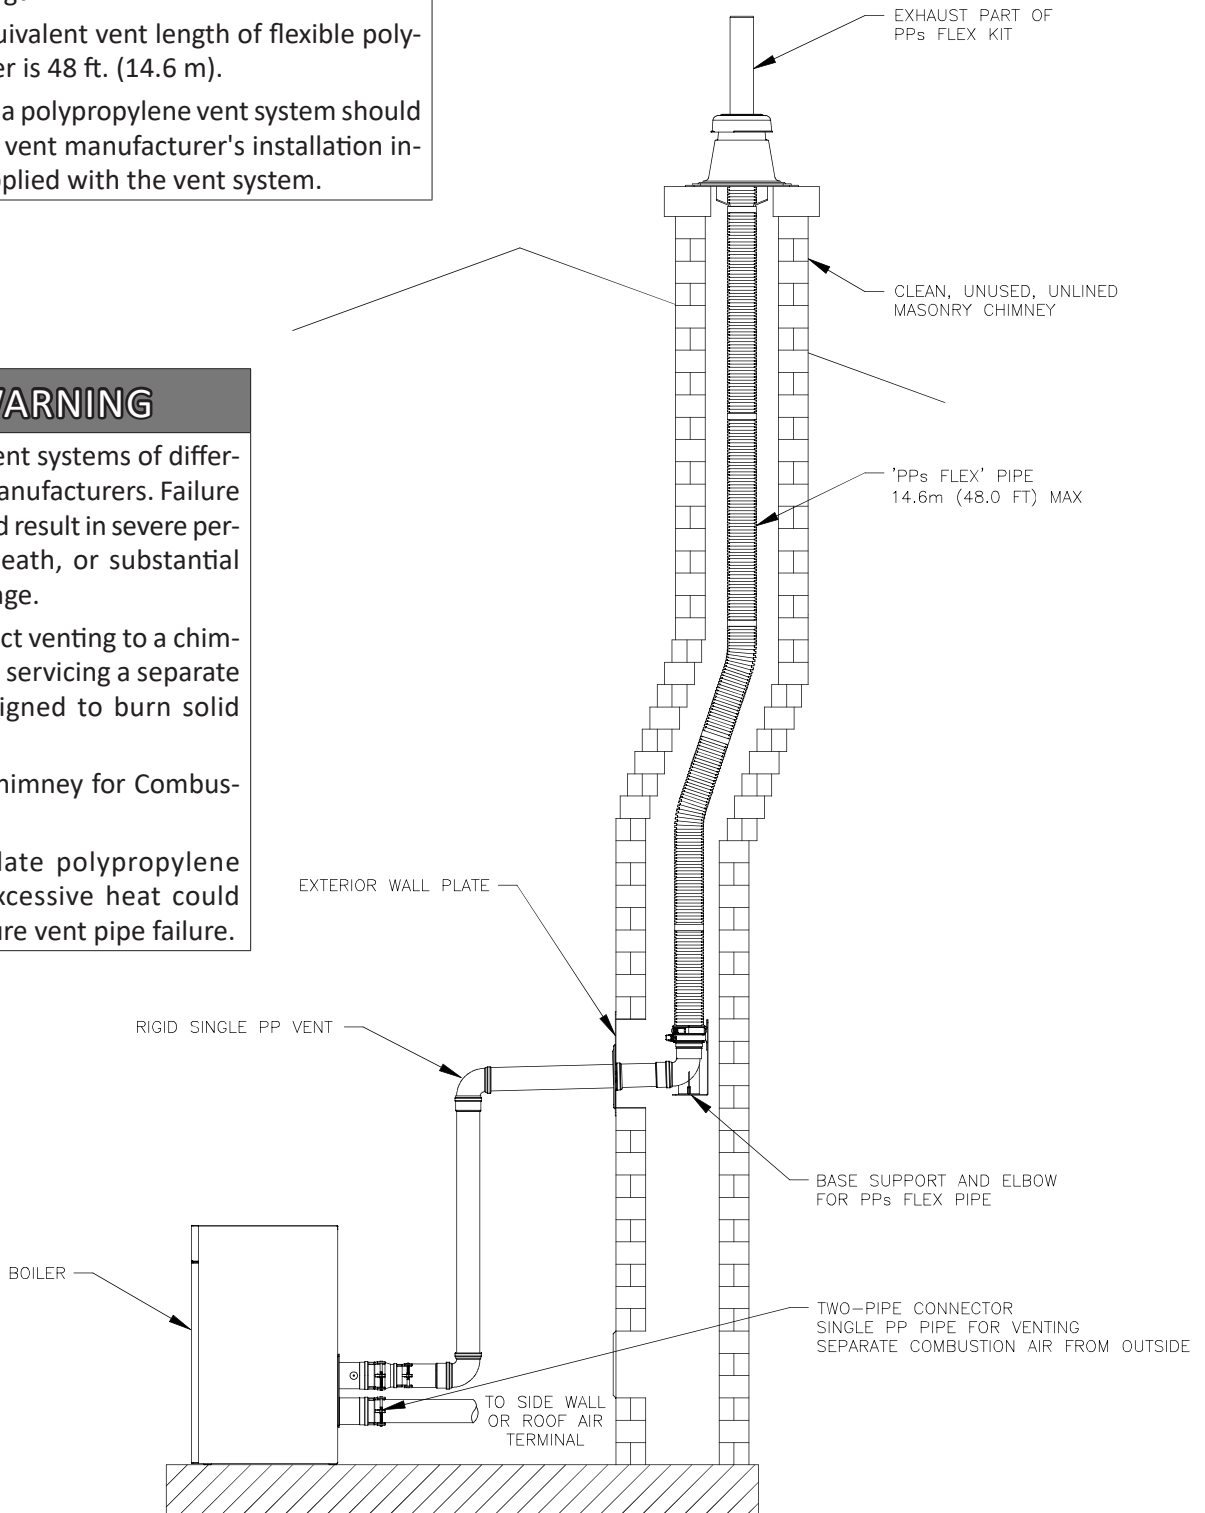 uivalent vent length of flexible poly-
er is 48 ft. (14.6 m).
a polypropylene vent system should
vent manufacturer's installation in-
pplied with the vent system.
EXHAUST PART OF
PPs FLEX KIT
CLEAN, UNUSED, UNLINED
MASONRY CHIMNEY
WARNING
ent systems of differ-
anufacturers. Failure
d result in severe per-
eath, or substantial
age.
ct venting to a chim-
servicing a separate
igned to burn solid
himney for Combus-
late polypropylene
xcessive heat could
ure vent pipe failure.
'PPs FLEX' PIPE
14.6m (48.0 FT) MAX
EXTERIOR WALL PLATE
RIGID SINGLE PP VENT
BASE SUPPORT AND ELBOW
FOR PPs FLEX PIPE
BOILER
TWO-PIPE CONNECTOR
SINGLE PP PIPE FOR VENTING
SEPARATE COMBUSTION AIR FROM OUTSIDE
TO SIDE WALL
OR ROOF AIR
TERMINAL